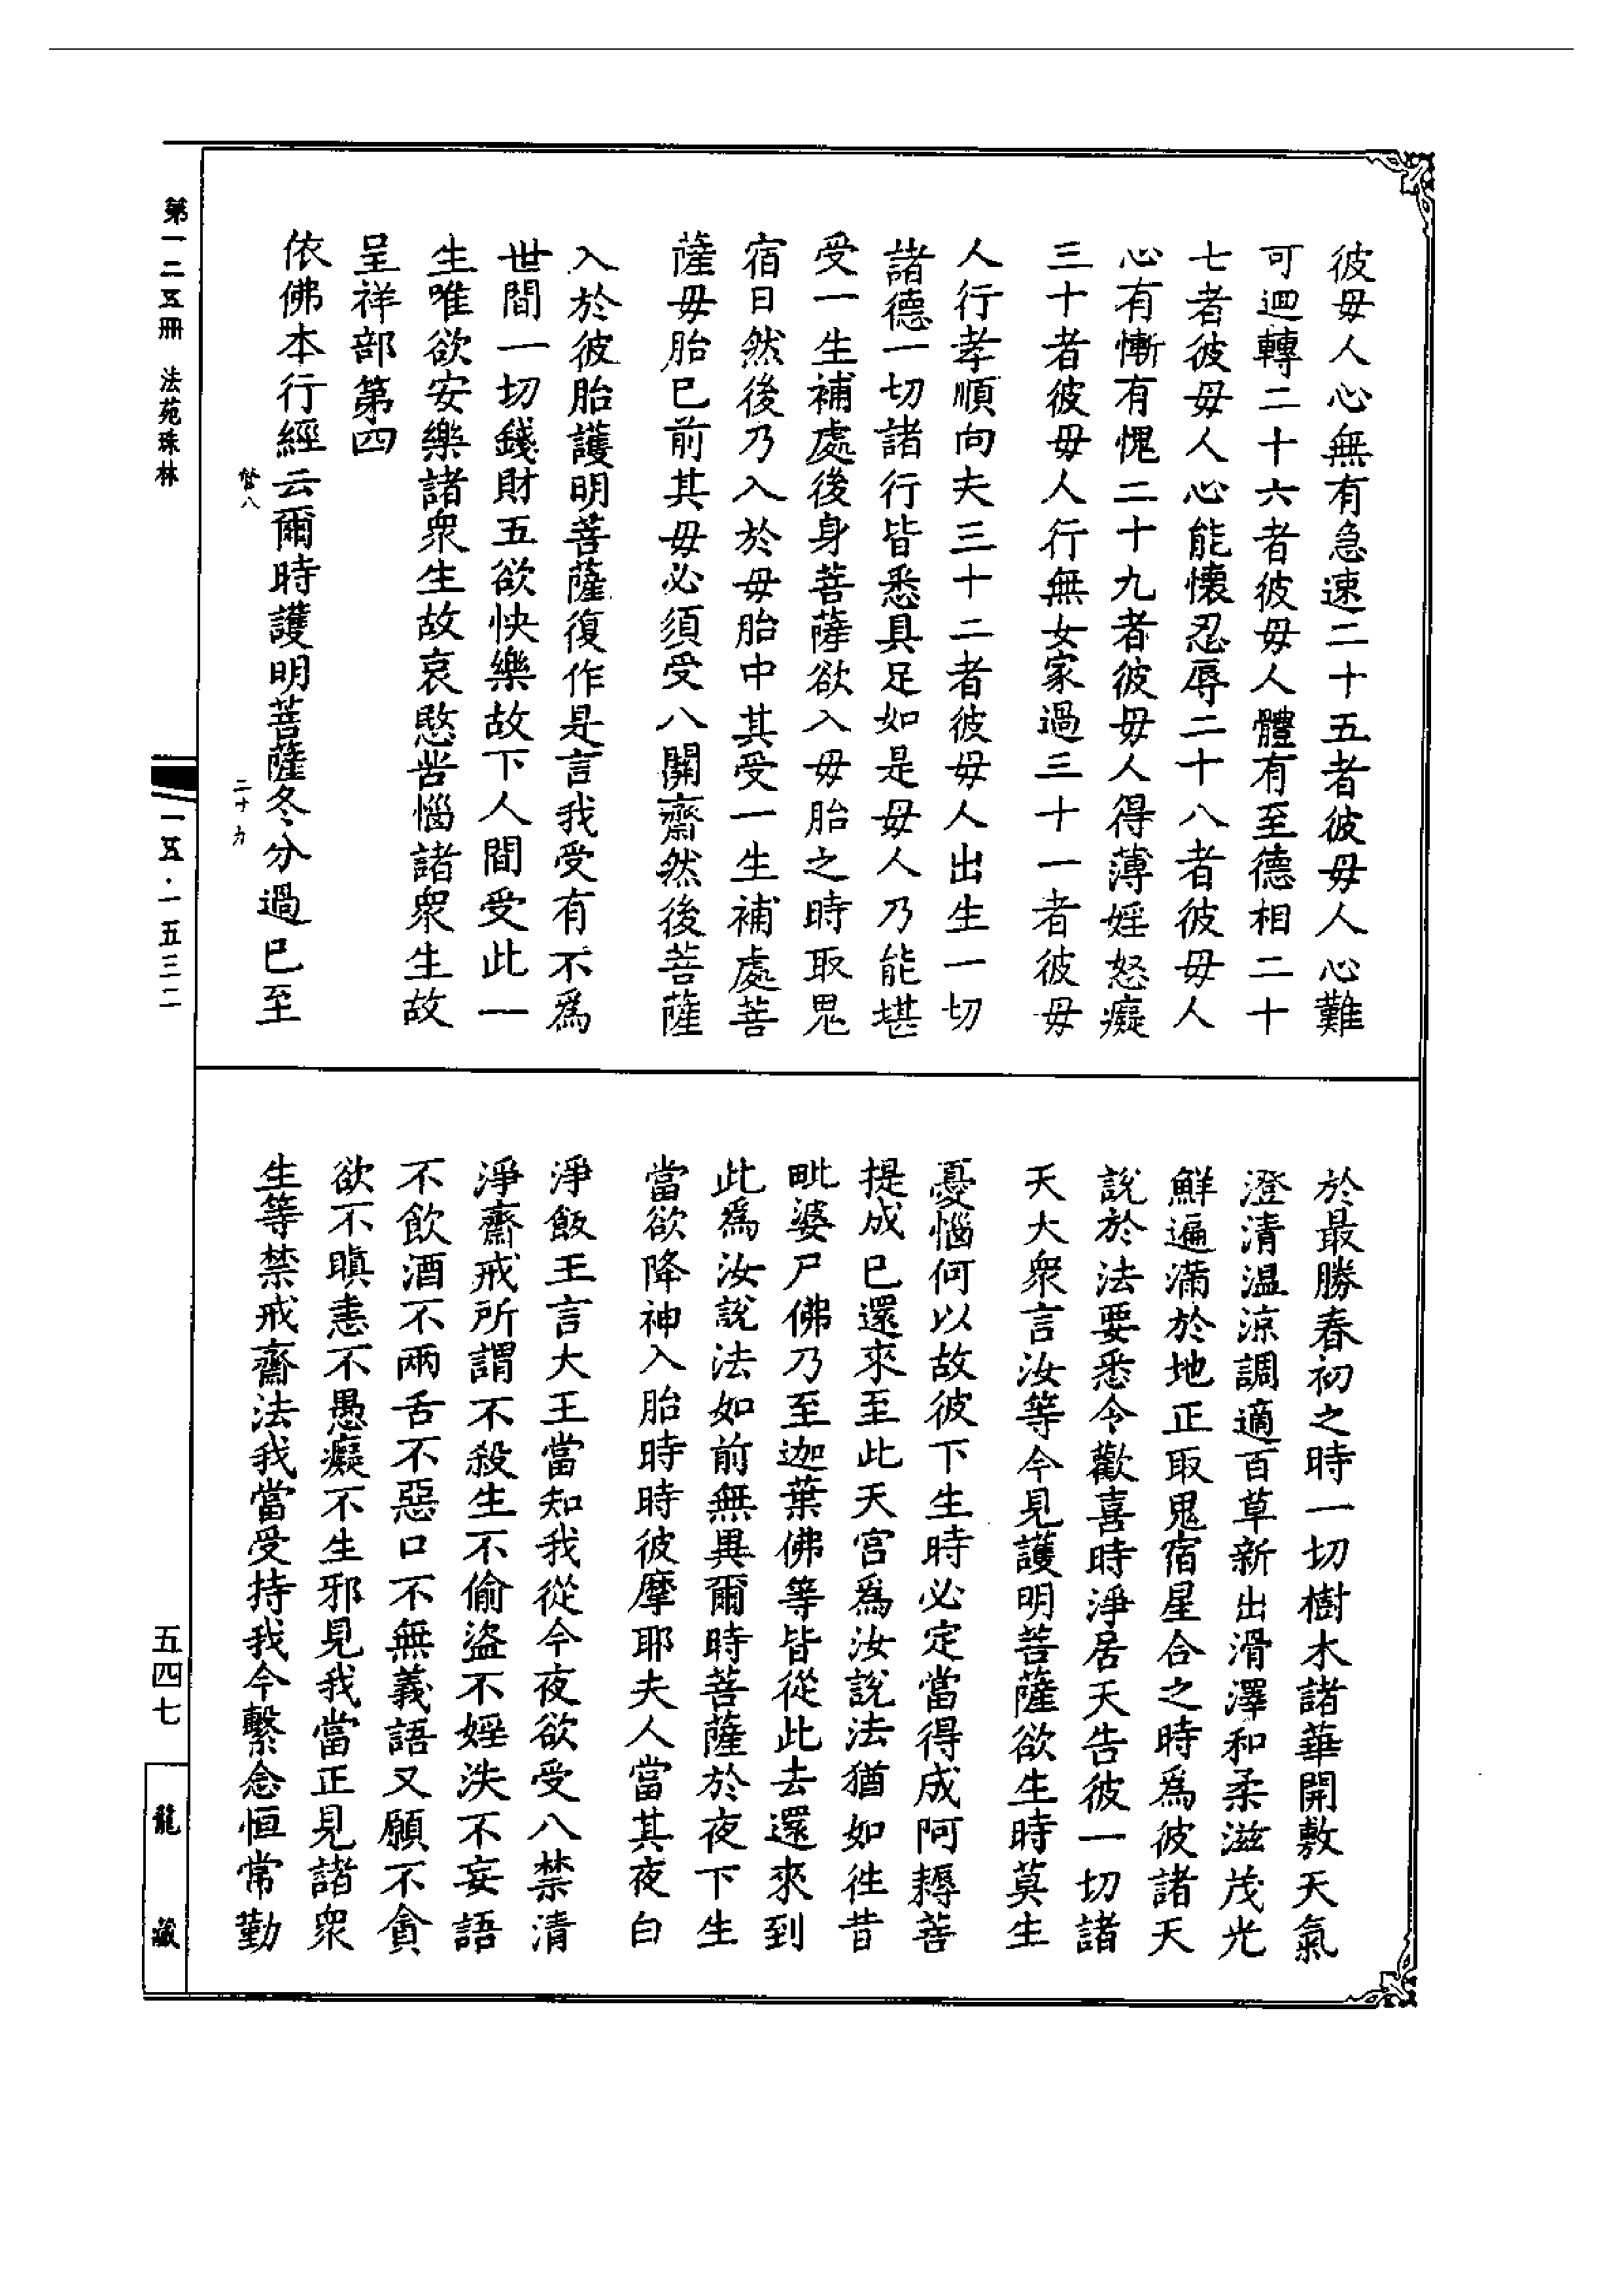 彼毋人心無有急速二十五者彼毋人心難
可迴轉二十六者彼毋人體有至德相二十
七者彼毋人心能懷忍辱二十八者彼毋人
心有慚有愧二十九者彼毋人得薄婬怒癡
三十者彼毋人行無女家過三十一者彼毋
人行孝順向夫三十二者彼毋人出生一切
諸德一切諸行皆悉具足如是毋人乃能堪
受一生補處後身菩薩欲入毋胎之時取鬼
宿日然後乃入於毋胎中其受一生補處菩
薩毋胎已前其毋必須受八關齋然後菩薩
入於彼胎護明菩薩復作是言我受有不爲
世間一切錢財五欲快樂故下人間受此一
生唯欲安樂諸衆生故哀愍苦惱諸衆生故
呈祥部第四
依佛本行經云爾時護明菩薩冬分過已至
於最勝春初之時一切樹木諸華開敷天氣
澄清温涼調適百草新出滑澤和柔滋茂光
鮮遍滿於地正取鬼宿星合之時爲彼諸天
說於法要悉令歡喜時淨居天告彼一切諸
天大衆言汝等今見護明菩薩欲生時莫生
憂惱何以故彼下生時必定當得成阿耨菩
提成已還來至此天宫爲汝說法猶如徃昔
毗婆尸佛乃至迦葉佛等皆從此去還來到
此爲汝說法如前無異爾時菩薩於夜下生
當欲降神入胎時時彼摩耶夫人當其夜白
淨飯王言大王當知我從今夜欲受八禁清
淨齋戒所謂不殺生不偷盜不婬泆不妄語
不飲酒不兩舌不惡口不無義語又願不貪
欲不瞋恚不愚癡不生邪見我當正見諸衆
生等禁戒齋法我當受持我今繫念恒常勤
第一二五冊 法苑珠林
一五·一五三二
五四七
龍藏